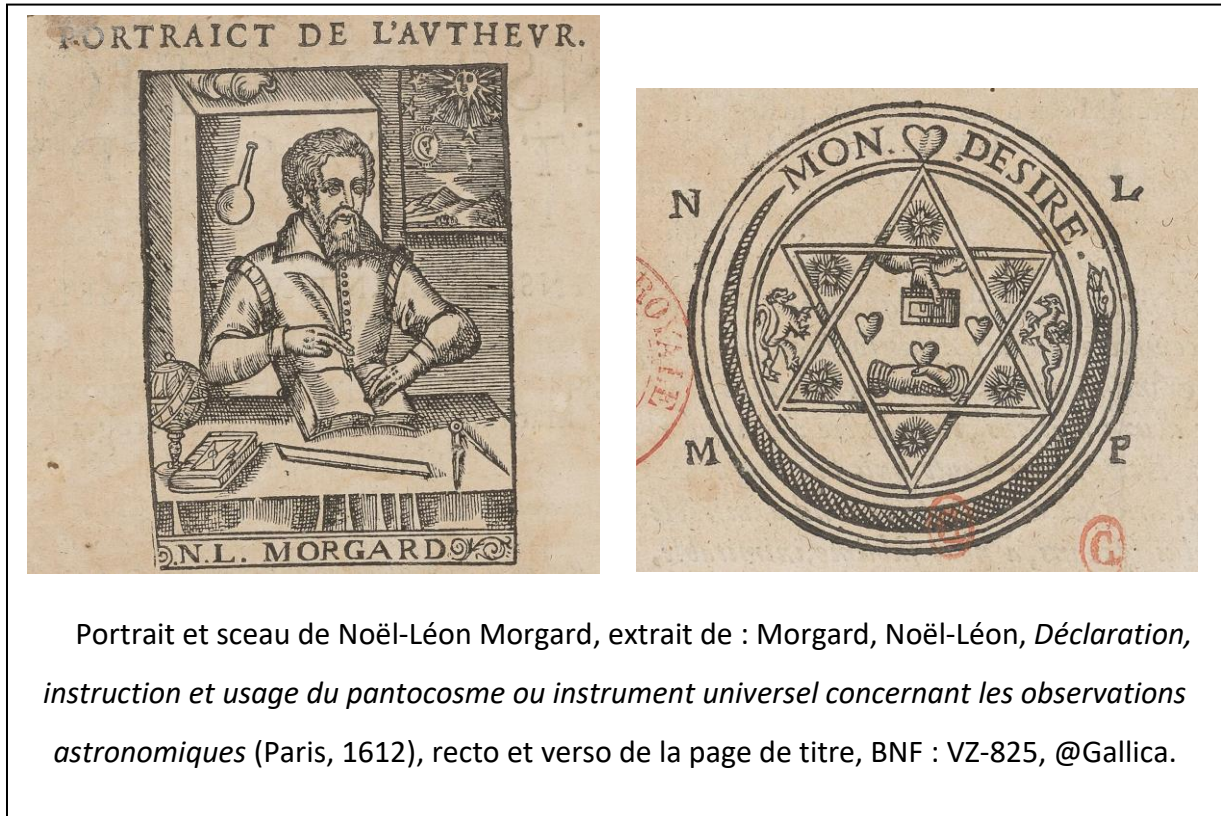 PORTRAICT DE L'AVTHEVR.
N.L. MORGARD
MON. DESIRE.
N L
M P
ROYALE
G
Portrait et sceau de Noël-Léon Morgard, extrait de : Morgard, Noël-Léon, Déclaration,
instruction et usage du pantocosme ou instrument universel concernant les observations
astronomiques (Paris, 1612), recto et verso de la page de titre, BNF : VZ-825, @Gallica.